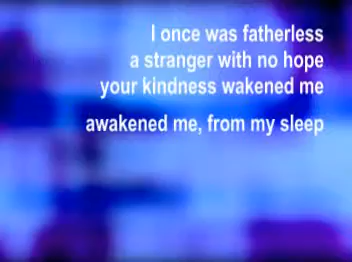 I once was fatherless
a stranger with no hope
your kindness wakened me
awakened me, from my sleep